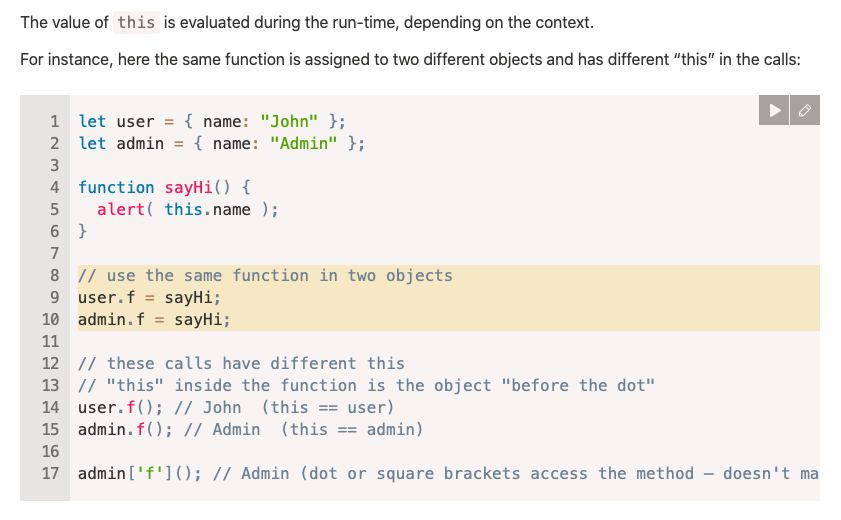 The value of this is evaluated during the run-time, depending on the context.
For instance, here the same function is assigned to two different objects and has different “this” in the calls:
1 let user = { name: "John" };
2 let admin = { name: "Admin" };
3
4 function sayHi() {
5   alert( this.name );
6 }
7
8 // use the same function in two objects
9 user.f = sayHi;
10 admin.f = sayHi;
11
12 // these calls have different this
13 // "this" inside the function is the object "before the dot"
14 user.f(); // John  (this == user)
15 admin.f(); // Admin  (this == admin)
16
17 admin['f'](); // Admin (dot or square brackets access the method – doesn't ma